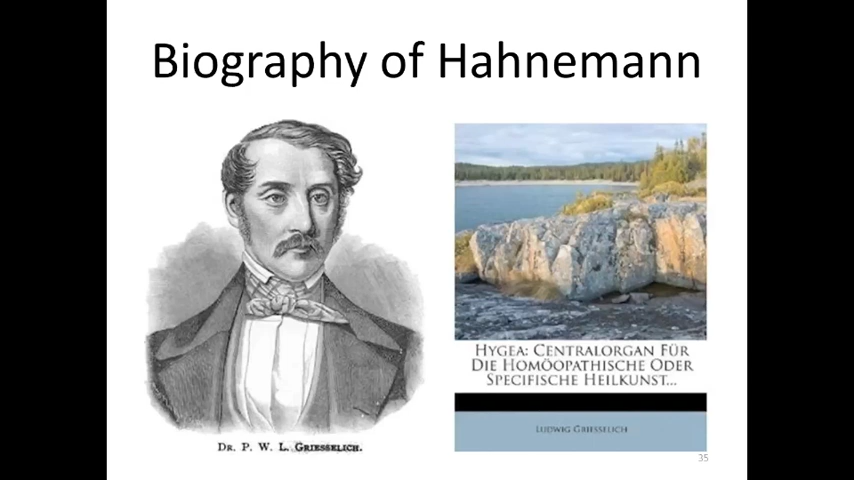 Biography of Hahnemann
DR. P. W. L. GRIESSELICH.
HYGEA: CENTRALORGAN FÜR
DIE HOMÖOPATHISCHE ODER
SPECIFISCHE HEILKUNST...
LUDWIG GRIESSELICH
35